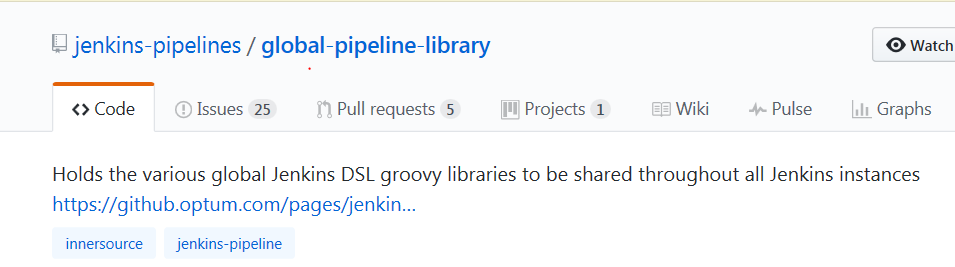 jenkins-pipelines / global-pipeline-library
Watch
Code Issues 25 Pull requests 5 Projects 1 Wiki Pulse Graphs
Holds the various global Jenkins DSL groovy libraries to be shared throughout all Jenkins instances
https://github.optum.com/pages/jenkin...
innersource jenkins-pipeline